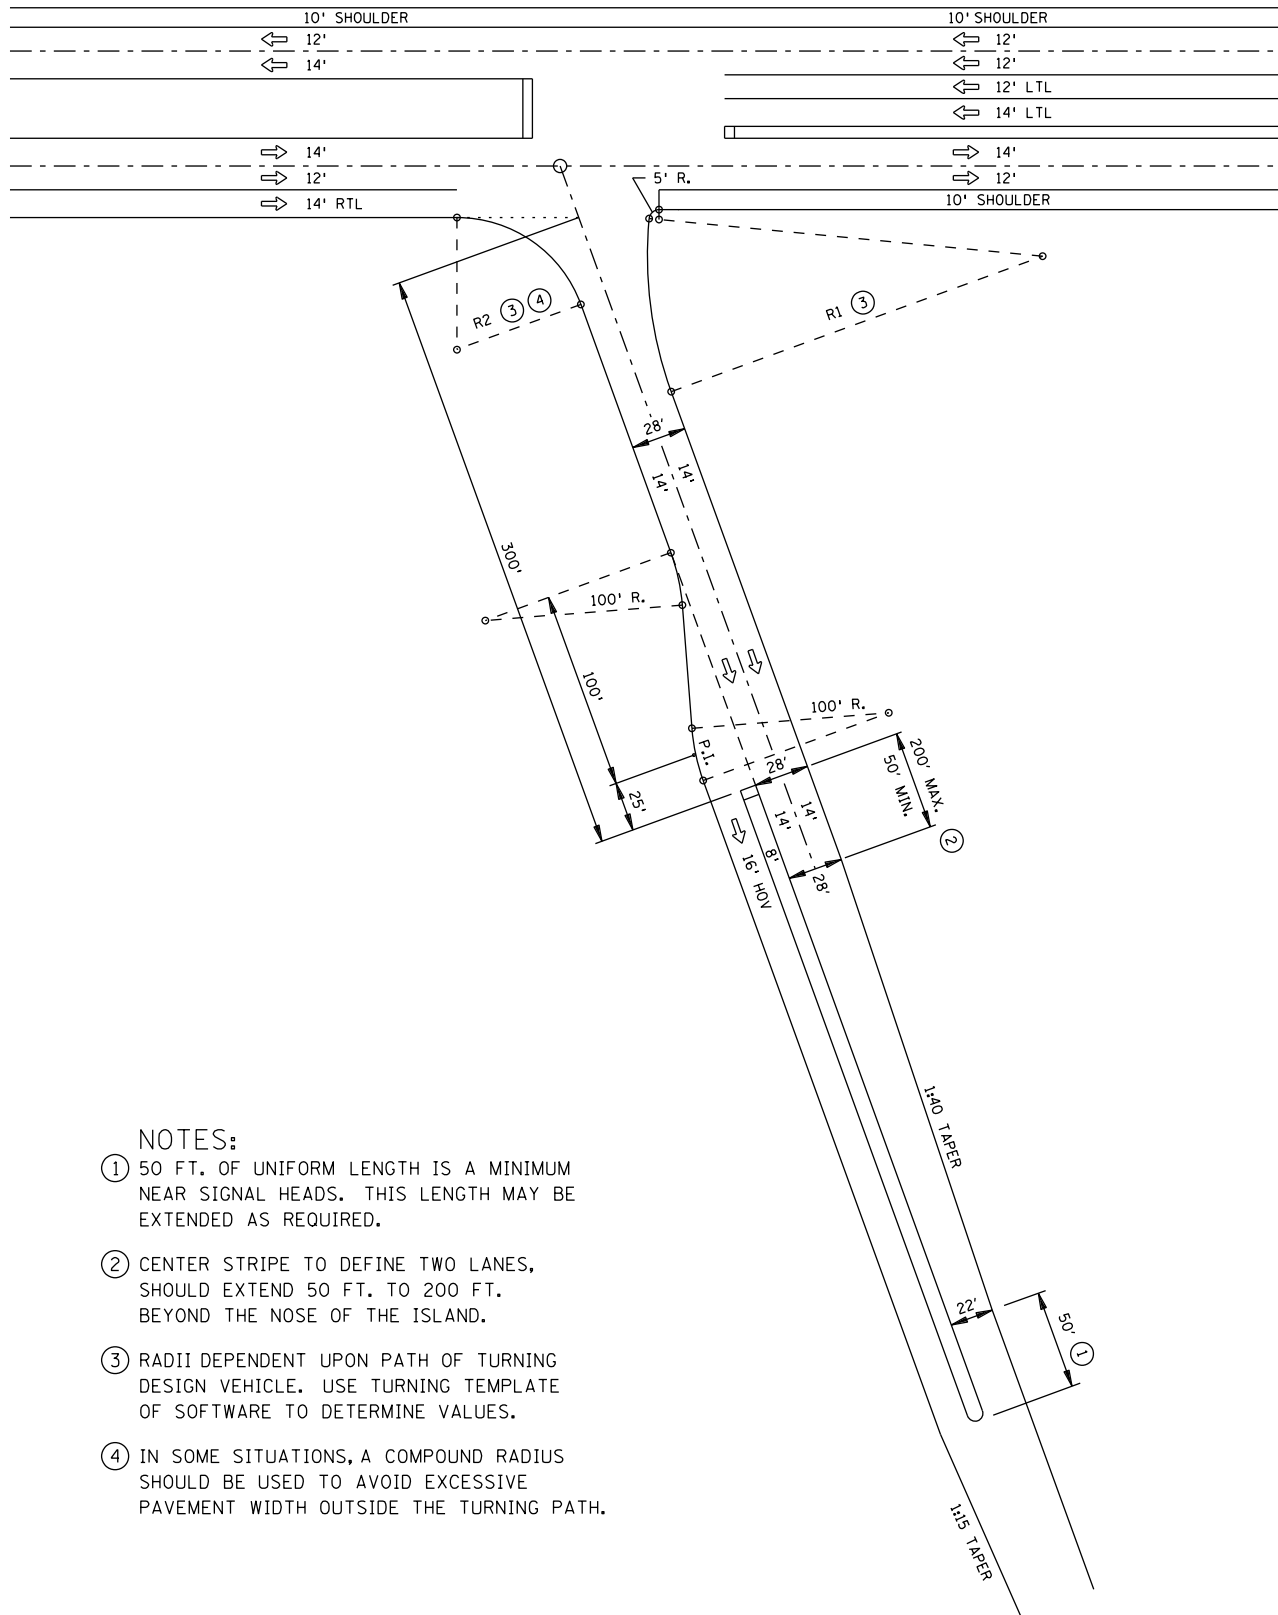 10' SHOULDER
10' SHOULDER
12'
12'
14'
12'
12' LTL
14' LTL
14'
14'
12'
12'
14' RTL
5' R.
10' SHOULDER
R2 3 4
R1 3
28'
14'
14'
300'
100' R.
100'
100' R.
P.I.
28'
200' MAX.
50' MIN.
2
25'
14'
14'
8'
16' HOV
28'
1:40 TAPER
22'
50' 1
1:15 TAPER
NOTES:
1 50 FT. OF UNIFORM LENGTH IS A MINIMUM
NEAR SIGNAL HEADS. THIS LENGTH MAY BE
EXTENDED AS REQUIRED.
2 CENTER STRIPE TO DEFINE TWO LANES,
SHOULD EXTEND 50 FT. TO 200 FT.
BEYOND THE NOSE OF THE ISLAND.
3 RADII DEPENDENT UPON PATH OF TURNING
DESIGN VEHICLE. USE TURNING TEMPLATE
OF SOFTWARE TO DETERMINE VALUES.
4 IN SOME SITUATIONS, A COMPOUND RADIUS
SHOULD BE USED TO AVOID EXCESSIVE
PAVEMENT WIDTH OUTSIDE THE TURNING PATH.